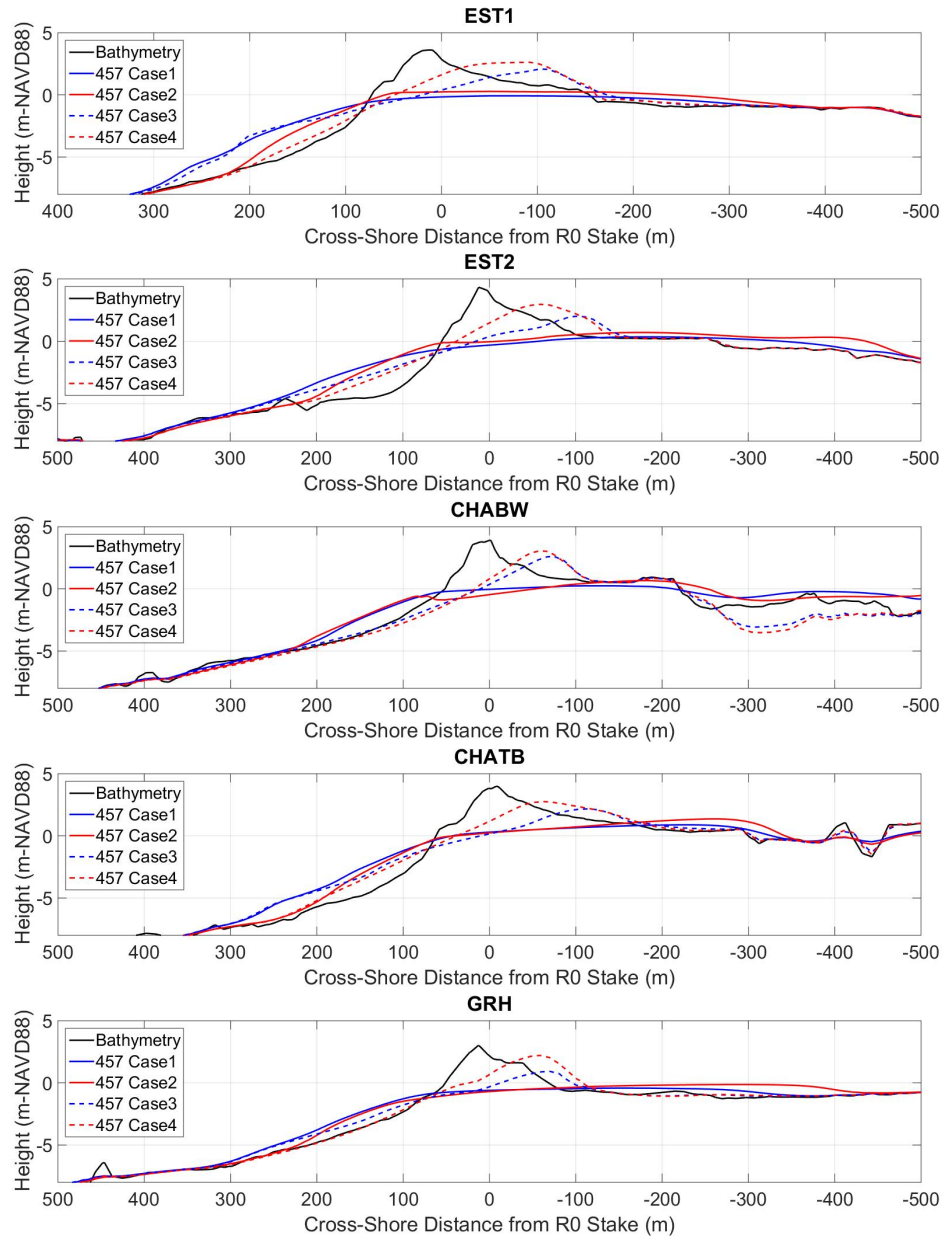 EST1
Height (m-NAVD88)
5
0
-5
Bathymetry
457 Case1
457 Case2
457 Case3
457 Case4
400 300 200 100 0 -100 -200 -300 -400 -500
Cross-Shore Distance from R0 Stake (m)
EST2
Height (m-NAVD88)
5
0
-5
Bathymetry
457 Case1
457 Case2
457 Case3
457 Case4
500 400 300 200 100 0 -100 -200 -300 -400 -500
Cross-Shore Distance from R0 Stake (m)
CHABW
Height (m-NAVD88)
5
0
-5
Bathymetry
457 Case1
457 Case2
457 Case3
457 Case4
500 400 300 200 100 0 -100 -200 -300 -400 -500
Cross-Shore Distance from R0 Stake (m)
CHATB
Height (m-NAVD88)
5
0
-5
Bathymetry
457 Case1
457 Case2
457 Case3
457 Case4
500 400 300 200 100 0 -100 -200 -300 -400 -500
Cross-Shore Distance from R0 Stake (m)
GRH
Height (m-NAVD88)
5
0
-5
Bathymetry
457 Case1
457 Case2
457 Case3
457 Case4
500 400 300 200 100 0 -100 -200 -300 -400 -500
Cross-Shore Distance from R0 Stake (m)